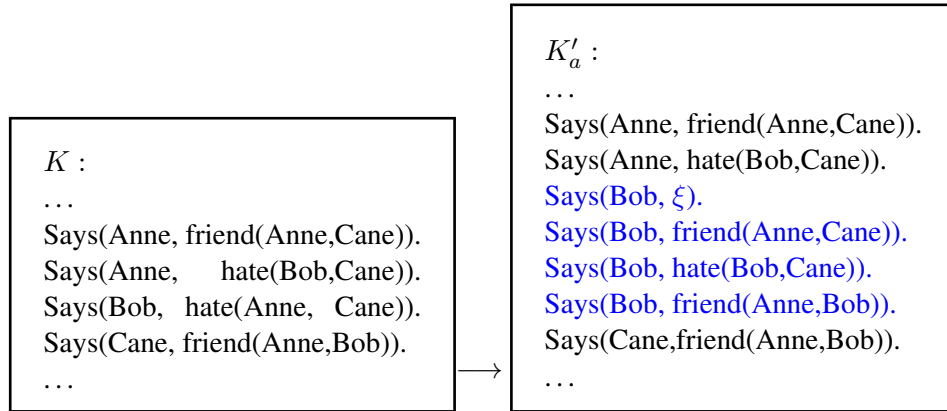 K :
. . .
Says(Anne, friend(Anne,Cane)).
Says(Anne, hate(Bob,Cane)).
Says(Bob, hate(Anne, Cane)).
Says(Cane, friend(Anne,Bob)).
. . .
⟶
K′ₐ :
. . .
Says(Anne, friend(Anne,Cane)).
Says(Anne, hate(Bob,Cane)).
Says(Bob, ξ).
Says(Bob, friend(Anne,Cane)).
Says(Bob, hate(Bob,Cane)).
Says(Bob, friend(Anne,Bob)).
Says(Cane,friend(Anne,Bob)).
. . .